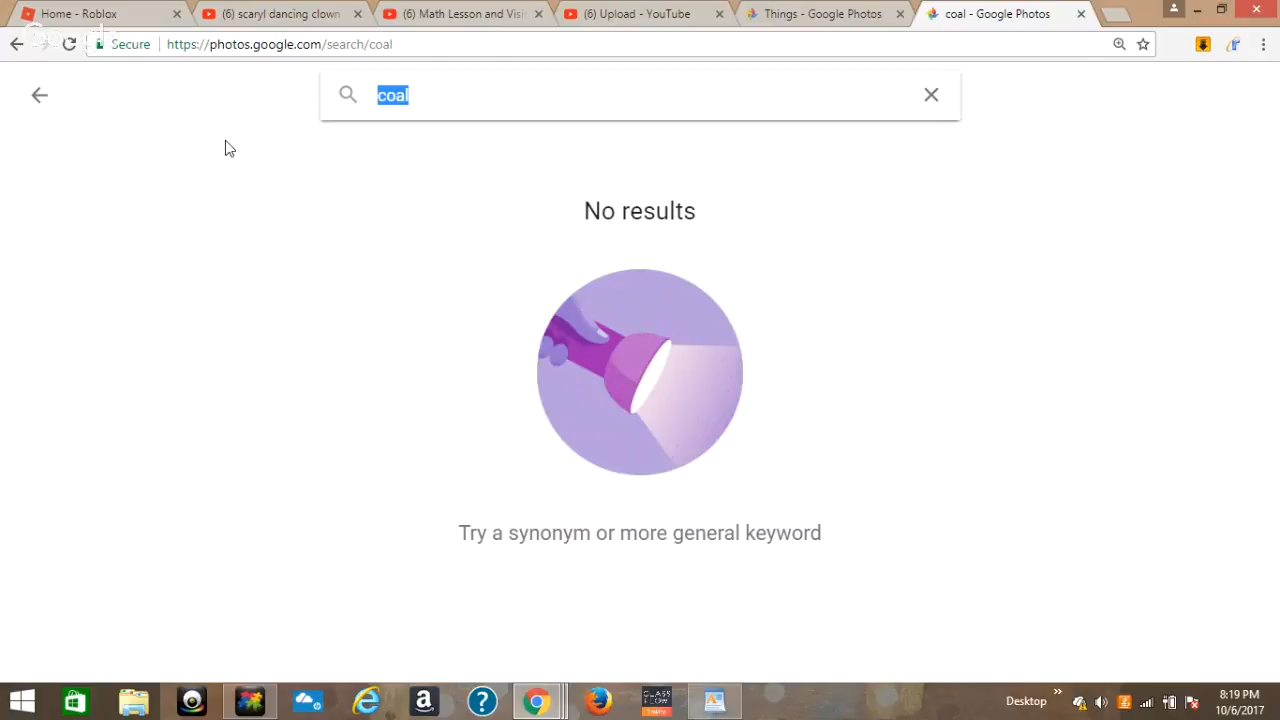 Home - Roblox
(6) scaryl dancing clown
(6) Math Lesson and Visi
(6) Upload - YouTube
Things - Google Photos
coal - Google Photos
Secure
https://photos.google.com/search/coal
coal
No results
Try a synonym or more general keyword
CLASS
FLOW
Desktop
8:19 PM
10/6/2017